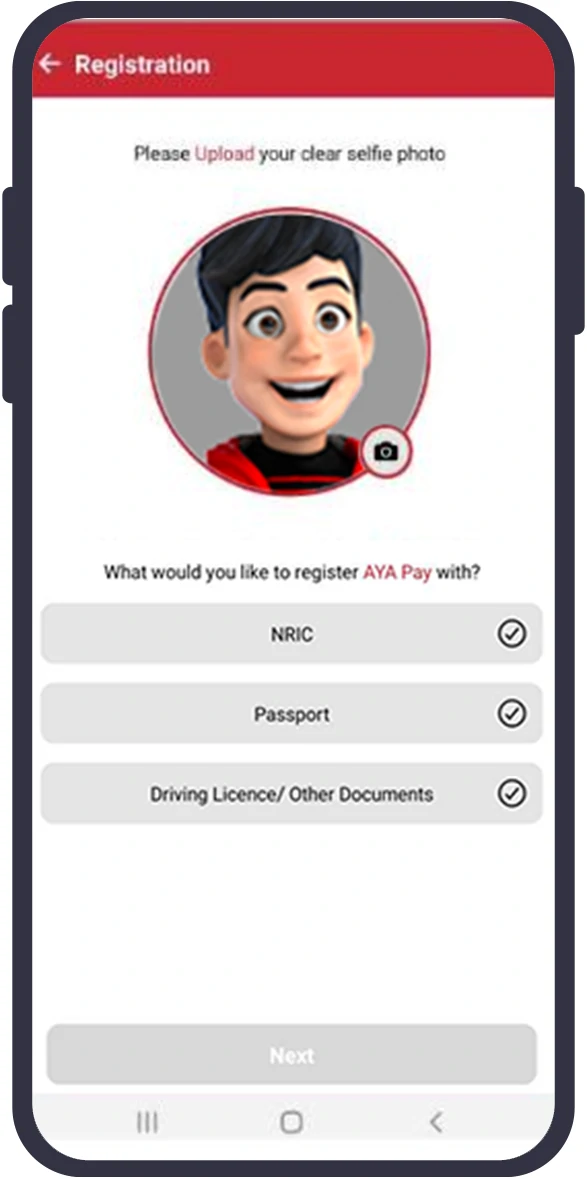 Registration
Please Upload your clear selfie photo
What would you like to register AYA Pay with?
NRIC
Passport
Driving Licence/ Other Documents
Next